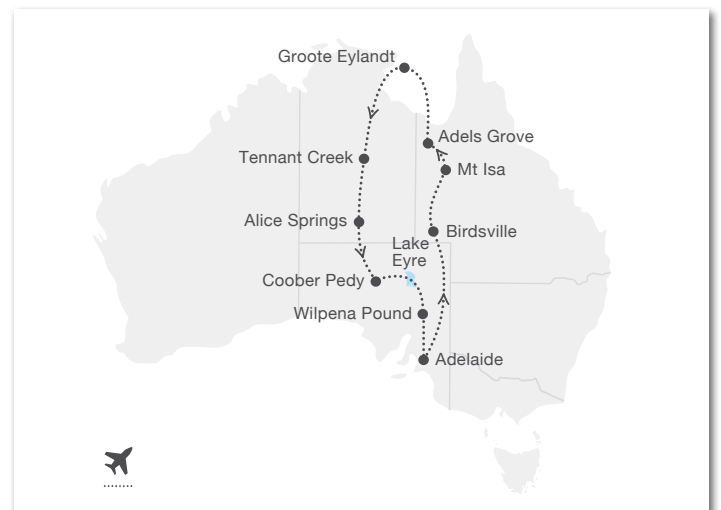 Groote Eylandt
Adels Grove
Tennant Creek
Mt Isa
Alice Springs
Birdsville
Lake
Eyre
Coober Pedy
Wilpena Pound
Adelaide